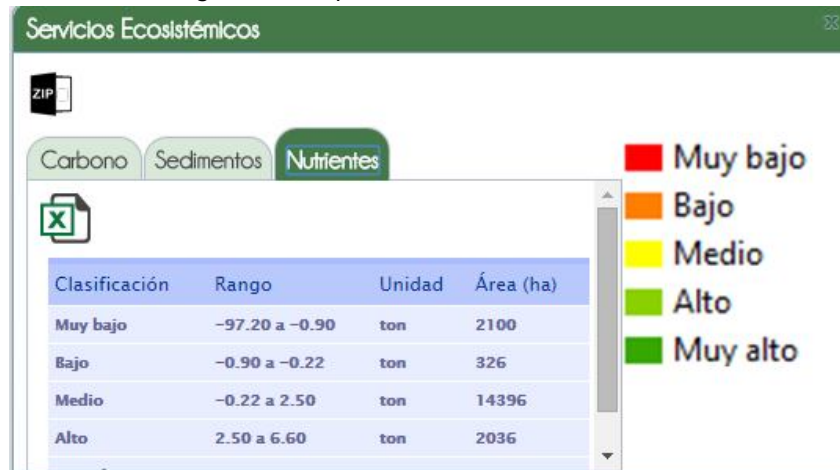 Servicios Ecosistémicos
ZIP
Carbono Sedimentos Nutrientes
Clasificación Rango Unidad Área (ha)
Muy bajo −97.20 a −0.90 ton 2100
Bajo −0.90 a −0.22 ton 326
Medio −0.22 a 2.50 ton 14396
Alto 2.50 a 6.60 ton 2036
Muy bajo
Bajo
Medio
Alto
Muy alto